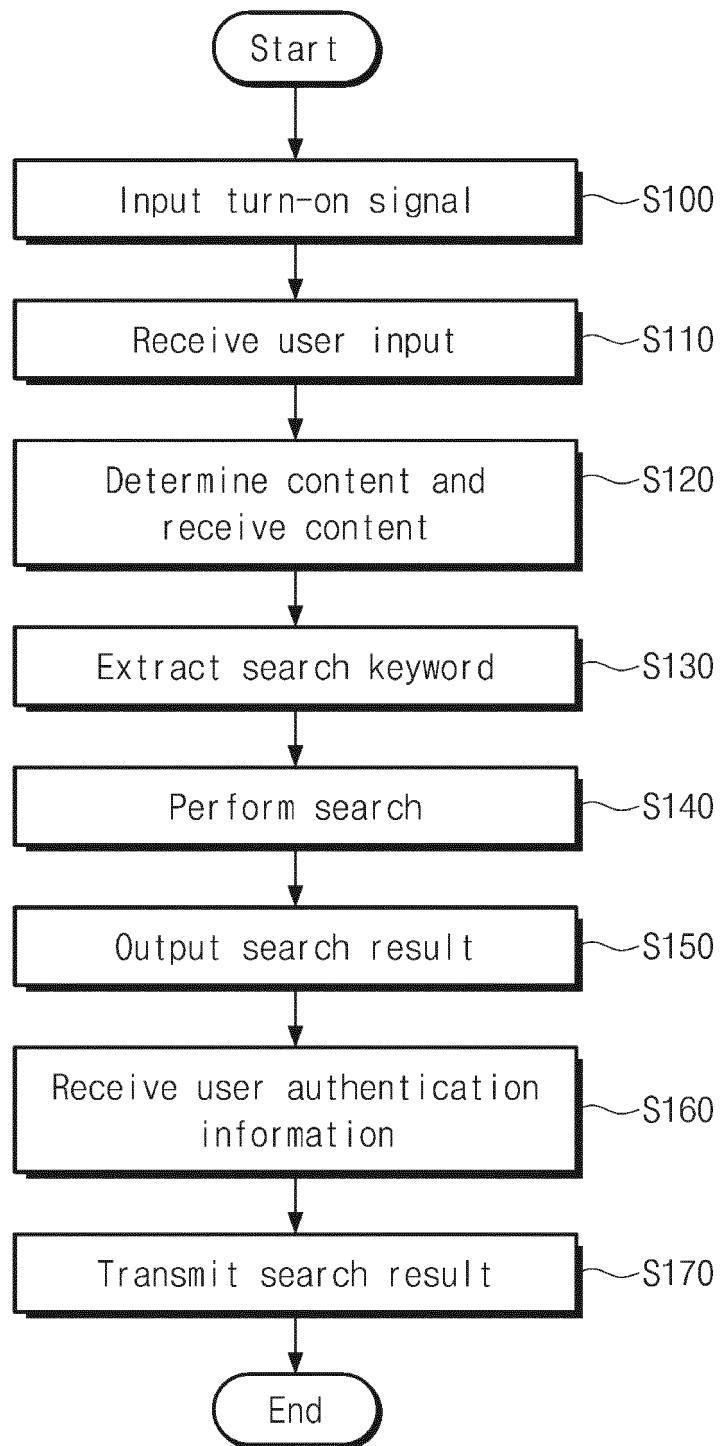 Start
Input turn-on signal
S100
Receive user input
S110
Determine content and
receive content
S120
Extract search keyword
S130
Perform search
S140
Output search result
S150
Receive user authentication
information
S160
Transmit search result
S170
End